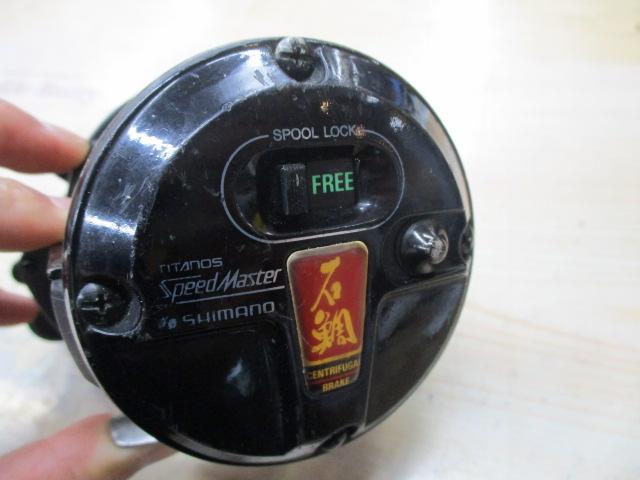 SPOOL LOCK
FREE
TITANOS
SpeedMaster
SHIMANO
石鯛
CENTRIFUGAL
BRAKE